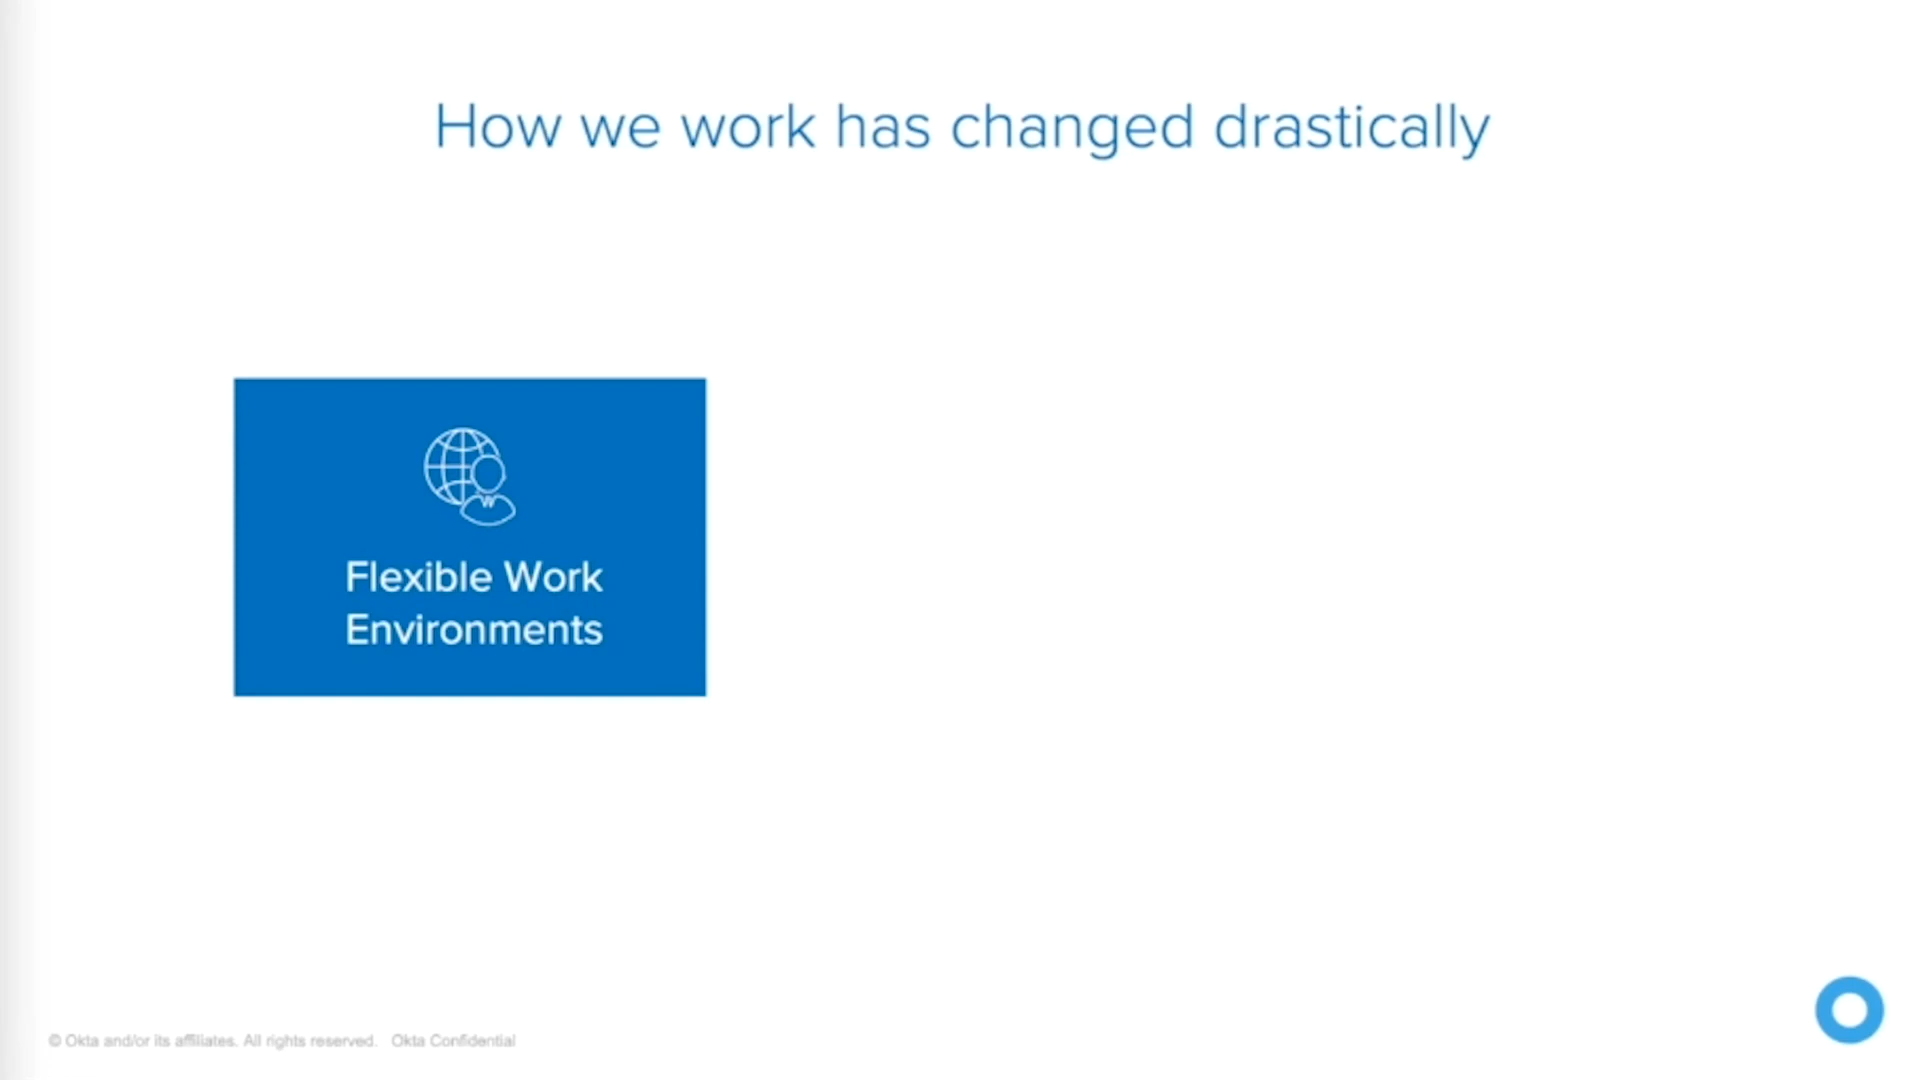 How we work has changed drastically
Flexible Work
Environments
© Okta and/or its affiliates. All rights reserved. Okta Confidential